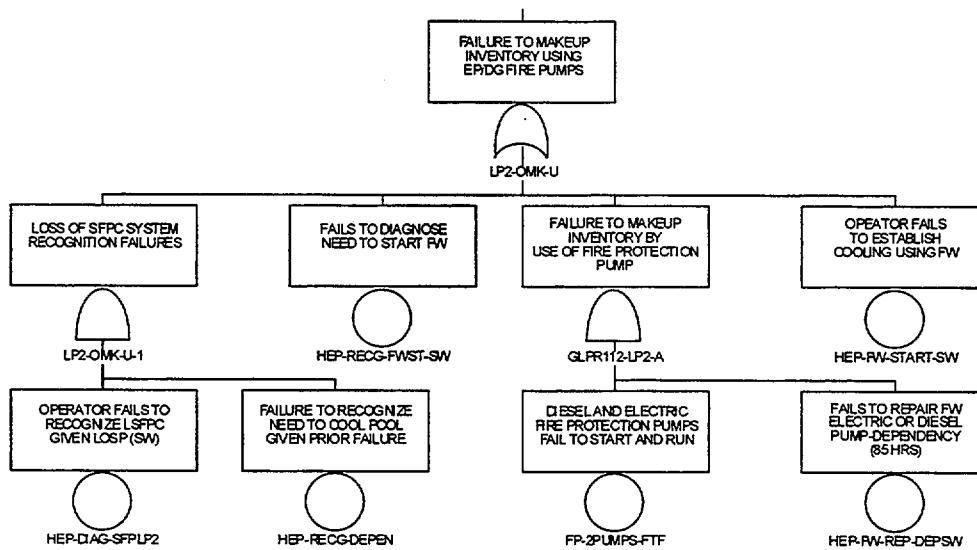 FAILURE TO MAKEUP
INVENTORY USING
EP/DG FIRE PUMPS
LP2-OMK-U
LOSS OF SFPC SYSTEM
RECOGNITION FAILURES
FAILS TO DIAGNOSE
NEED TO START FW
FAILURE TO MAKEUP
INVENTORY BY
USE OF FIRE PROTECTION
PUMP
OPEATOR FAILS
TO ESTABLISH
COOLING USING FW
LP2-OMK-U-1
HEP-RECG-FWST-SW
GLPR112-LP2-A
HEP-FW-START-SW
OPERATOR FAILS TO
RECOGNIZE LSFPC
GIVEN LOSP (SW)
FAILURE TO RECOGNIZE
NEED TO COOL POOL
GIVEN PRIOR FAILURE
DIESEL AND ELECTRIC
FIRE PROTECTION PUMPS
FAIL TO START AND RUN
FAILS TO REPAIR FW
ELECTRIC OR DIESEL
PUMP-DEPENDENCY
(85 HRS)
HEP-DIAG-SFPLP2
HEP-RECG-DEPEN
FP-2PUMPS-FTF
HEP-FW-REP-DEPSW